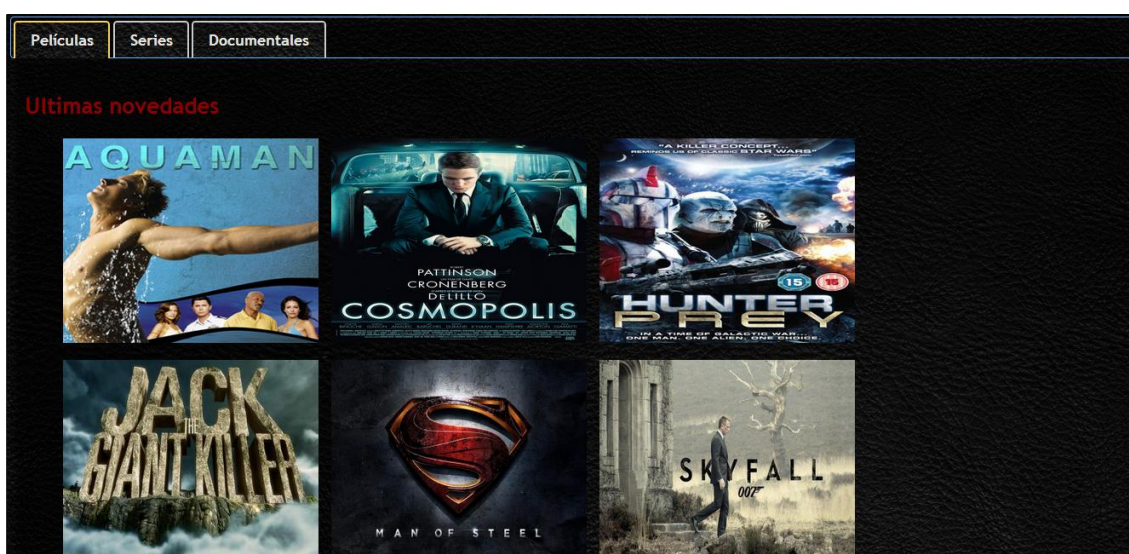 Películas Series Documentales
Ultimas novedades
AQUAMAN
PATTINSON
CRONENBERG
DELILLO
COSMOPOLIS
"A KILLER CONCEPT...
REMINDS US OF CLASSIC STAR WARS"
15 15
HUNTER
PREY
IN A TIME OF GALACTIC WAR...
ONE MAN. ONE ALIEN. ONE CHOICE.
JACK
THE
GIANT KILLER
MAN OF STEEL
SKYFALL
007